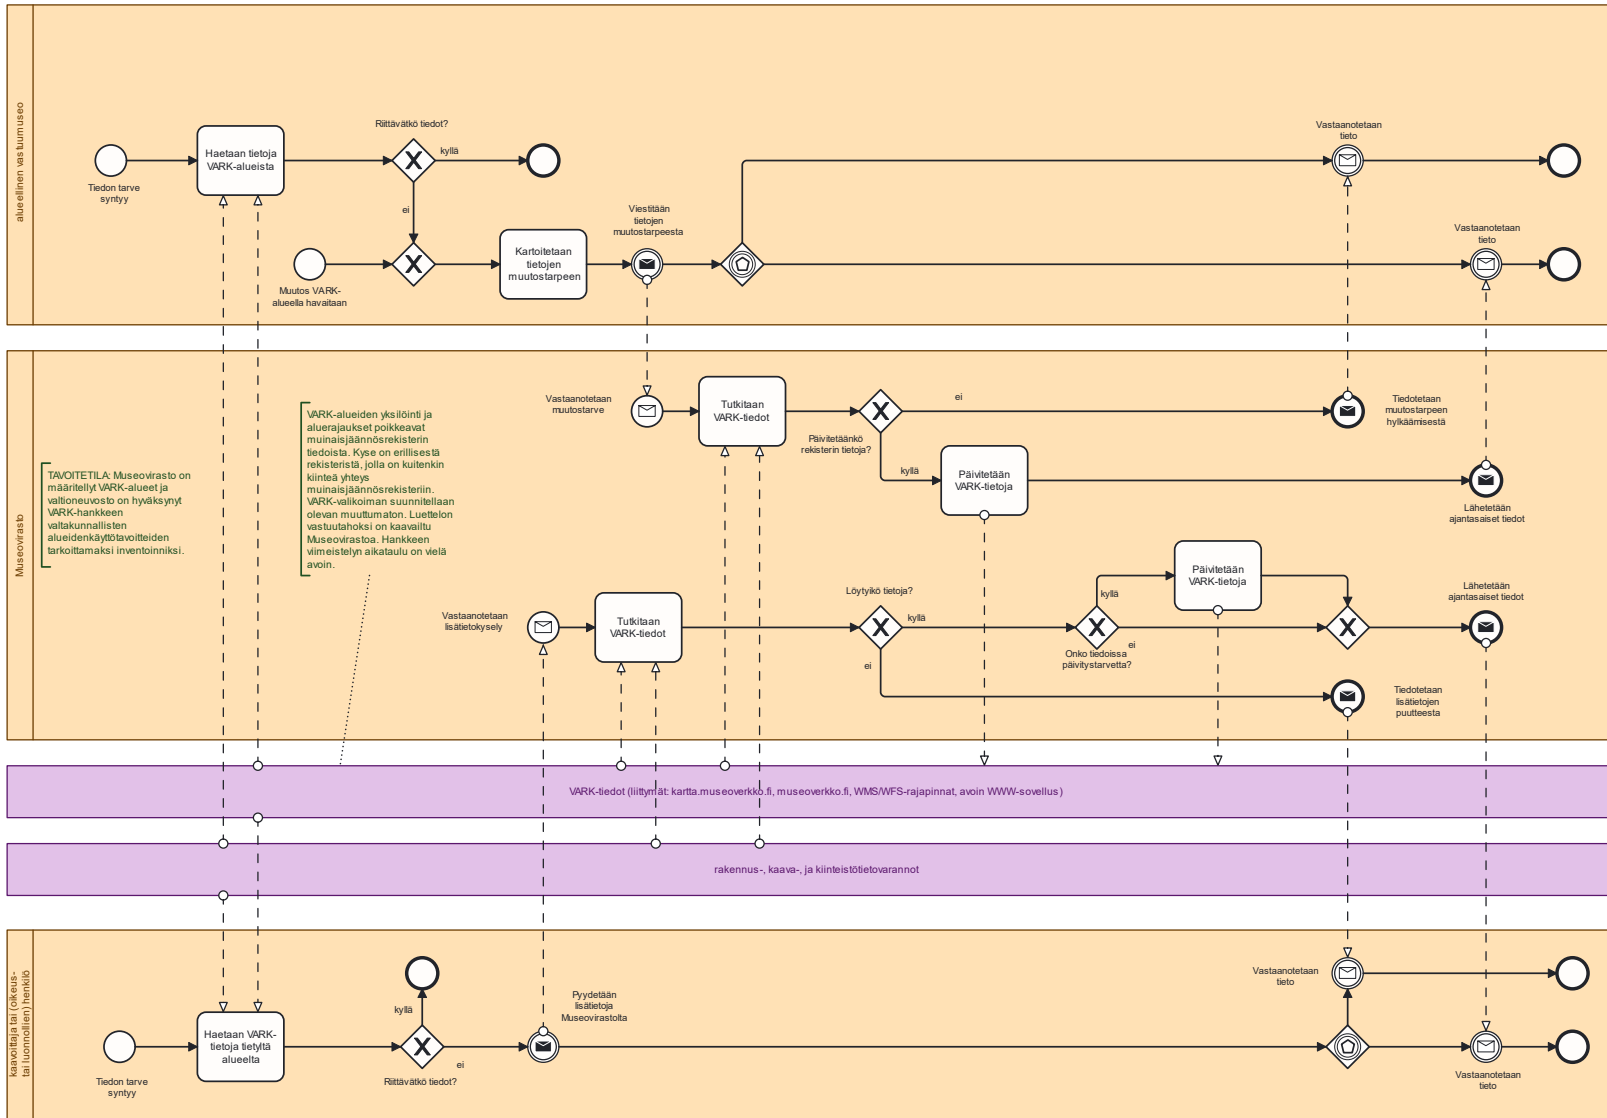 alueellinen vastuumuseo
Tiedon tarve
syntyy
Haetaan tietoja
VARK-alueista
Riittävätkö tiedot?
kyllä
ei
Muutos VARK-
alueella havaitaan
Kartoitetaan
tietojen
muutostarpeen
Viestitään
tietojen
muutostarpeesta
Vastaanotetaan
tieto
Vastaanotetaan
tieto
Museovirasto
TAVOITETILA: Museovirasto on
määritellyt VARK-alueet ja
valtioneuvosto on hyväksynyt
VARK-hankkeen
valtakunnallisten
alueidenkäyttötavoitteiden
tarkoittamaksi inventoinniksi.
VARK-alueiden yksilöinti ja
aluerajaukset poikkeavat
muinaisjäännösrekisterin
tiedoista. Kyse on erillisestä
rekisteristä, jolla on kuitenkin
kiinteä yhteys
muinaisjäännösrekisteriin.
VARK-valikoiman suunnitellaan
olevan muuttumaton. Luettelon
vastuutahoksi on kaavailtu
Museovirastoa. Hankkeen
viimeistelyn aikataulu on vielä
avoin.
Vastaanotetaan
muutostarve
Tutkitaan
VARK-tiedot
Päivitetäänkö
rekisterin tietoja?
ei
kyllä
Päivitetään
VARK-tietoja
Tiedotetaan
muutostarpeen
hylkäämisestä
Lähetetään
ajantasaiset tiedot
Vastaanotetaan
lisätietokysely
Tutkitaan
VARK-tiedot
Löytyikö tietoja?
kyllä
ei
Onko tiedoissa
päivitystarvetta?
kyllä
ei
Päivitetään
VARK-tietoja
Lähetetään
ajantasaiset tiedot
Tiedotetaan
lisätietojen
puutteesta
VARK-tiedot (liittymät: kartta.museoverkko.fi, museoverkko.fi, WMS/WFS-rajapinnat, avoin WWW-sovellus)
rakennus-, kaava-, ja kiinteistötietovarannot
kaavoittaja tai (oikeus-
tai luonnollien) henkilö
Tiedon tarve
syntyy
Haetaan VARK-
tietoja tietyltä
alueelta
kyllä
Riittävätkö tiedot?
ei
Pyydetään
lisätietoja
Museovirastolta
Vastaanotetaan
tieto
Vastaanotetaan
tieto